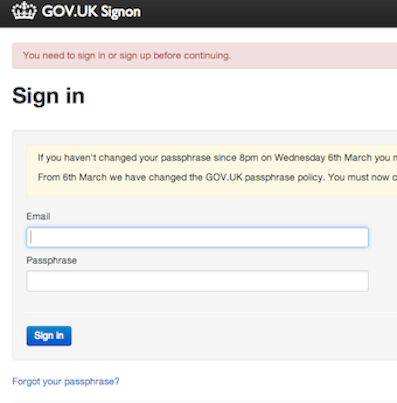 GOV.UK Signon
You need to sign in or sign up before continuing.
Sign in
If you haven't changed your passphrase since 8pm on Wednesday 6th March you
From 6th March we have changed the GOV.UK passphrase policy. You must now
Email
Passphrase
Sign in
Forgot your passphrase?